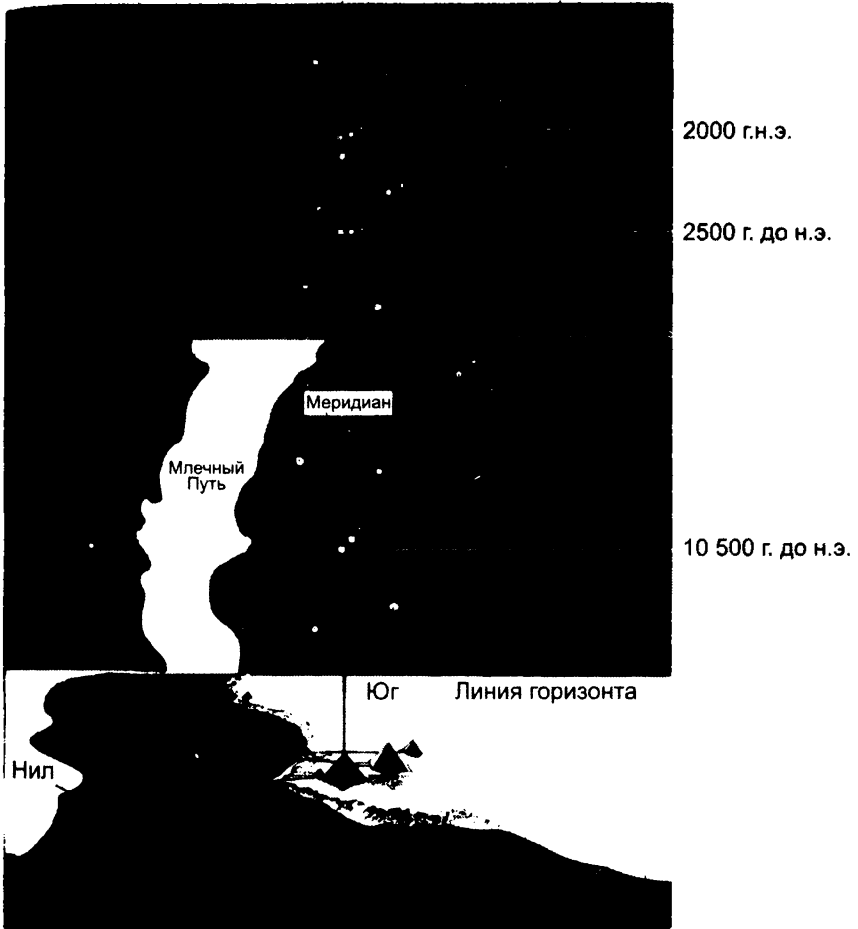 2000 г.н.э.
2500 г. до н.э.
Меридиан
Млечный
Путь
10 500 г. до н.э.
Юг
Линия горизонта
Нил